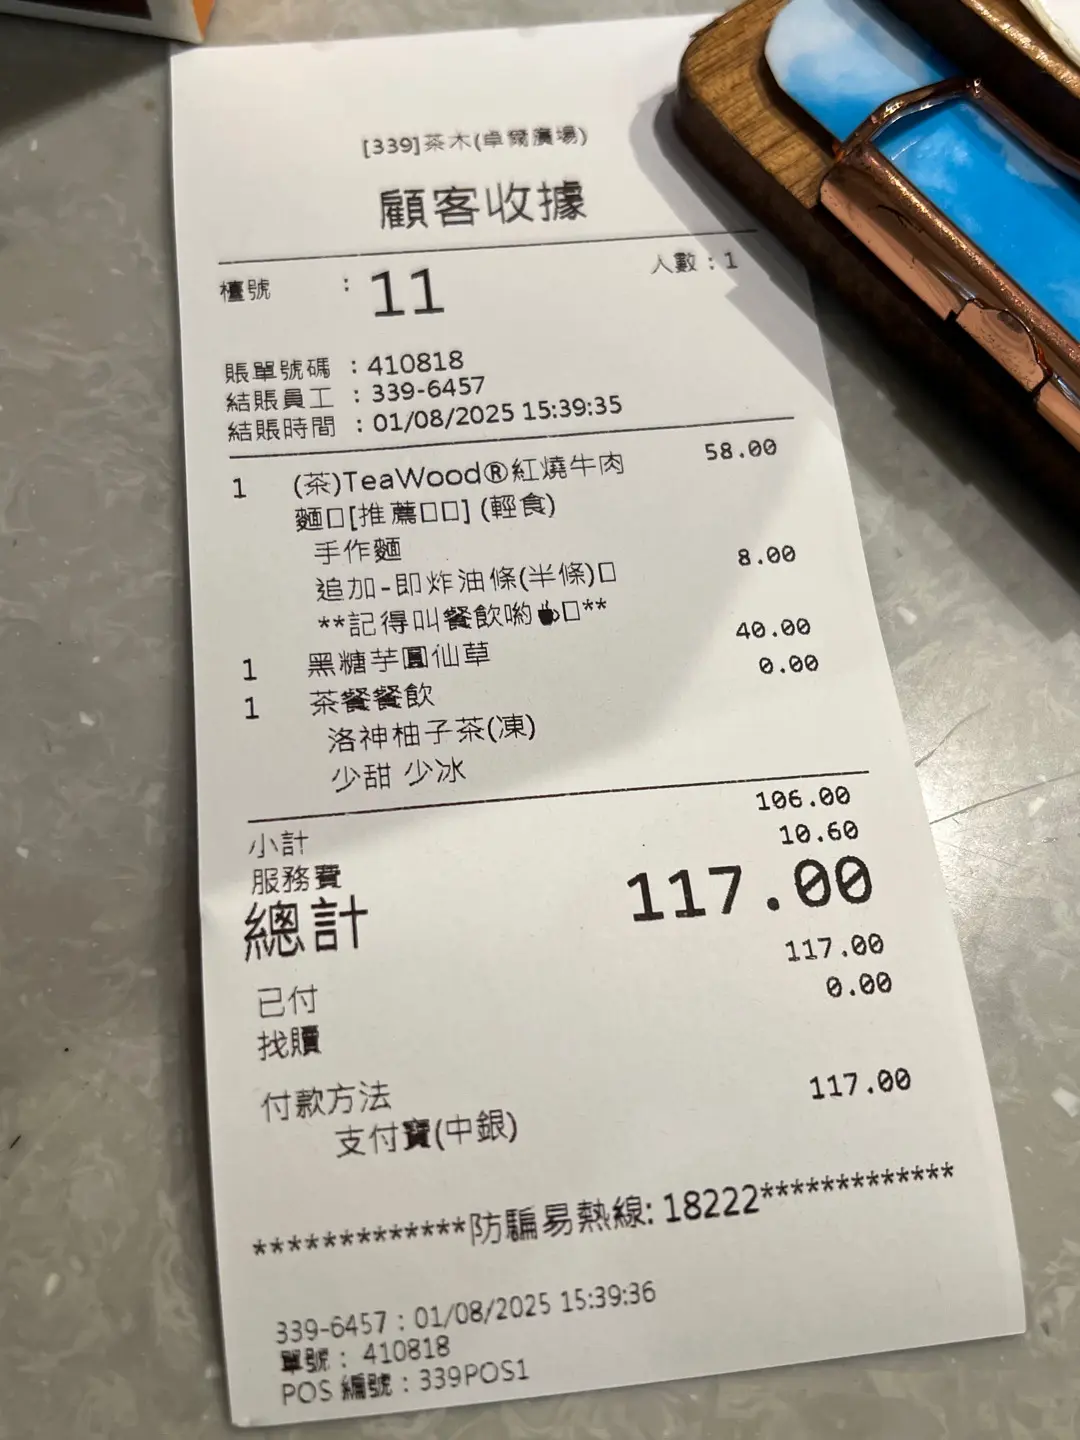 [339]茶木(卓爾廣場)
顧客收據
檯號 : 11 人數 : 1
賬單號碼 : 410818
結賬員工 : 339-6457
結賬時間 : 01/08/2025 15:39:35
1 (茶)TeaWood®紅燒牛肉 58.00
麵□[推薦□□] (輕食)
手作麵
追加-即炸油條(半條)□ 8.00
**記得叫餐飲喲☕□**
1 黑糖芋圓仙草 40.00
1 茶餐餐飲 0.00
洛神柚子茶(凍)
少甜 少冰
小計 106.00
服務費 10.60
總計 117.00
已付 117.00
找贖 0.00
付款方法
支付寶(中銀) 117.00
*************防騙易熱線: 18222*************
339-6457 : 01/08/2025 15:39:36
單號 : 410818
POS 編號 : 339POS1